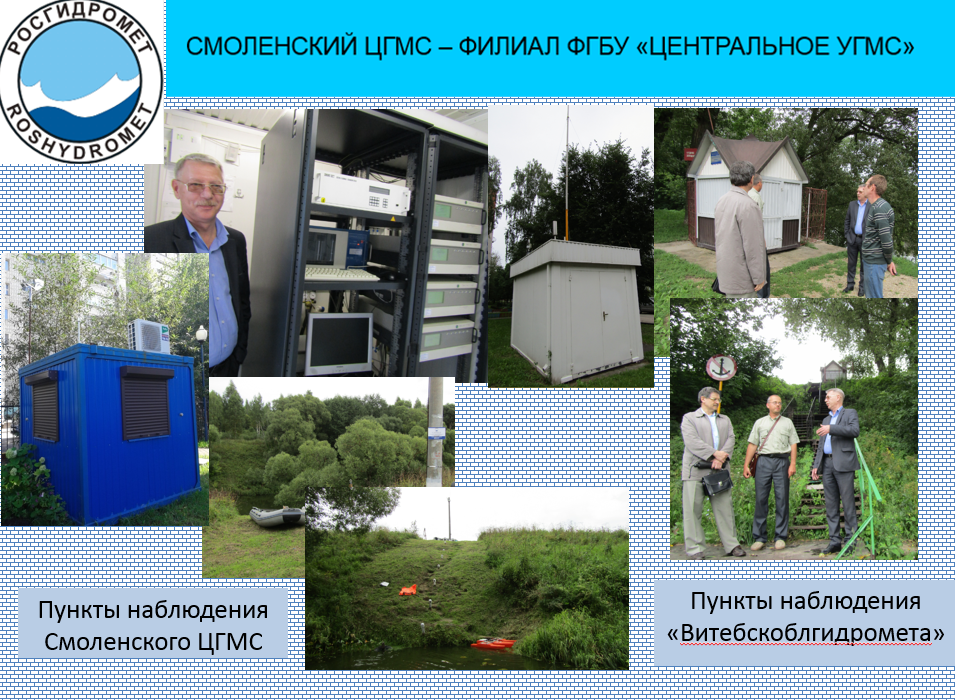 РОСГИДРОМЕТ
ROSHYDROMET
СМОЛЕНСКИЙ ЦГМС – ФИЛИАЛ ФГБУ «ЦЕНТРАЛЬНОЕ УГМС»
Пункты наблюдения
Смоленского ЦГМС
Пункты наблюдения
«Витебскоблгидромета»